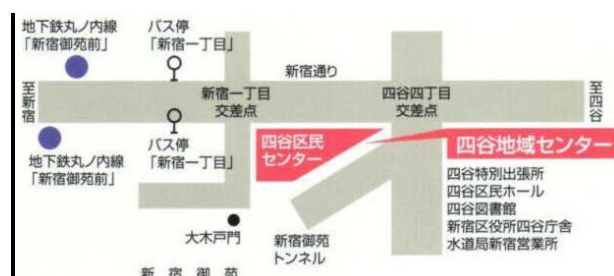 地下鉄丸ノ内線
「新宿御苑前」
バス停
「新宿一丁目」
至新宿
新宿一丁目
交差点
新宿通り
四谷四丁目
交差点
至四谷
地下鉄丸ノ内線
「新宿御苑前」
バス停
「新宿一丁目」
四谷区民
センター
四谷地域センター
四谷特別出張所
四谷区民ホール
四谷図書館
新宿区役所四谷庁舎
水道局新宿営業所
大木戸門
新宿御苑
トンネル
新宿御苑